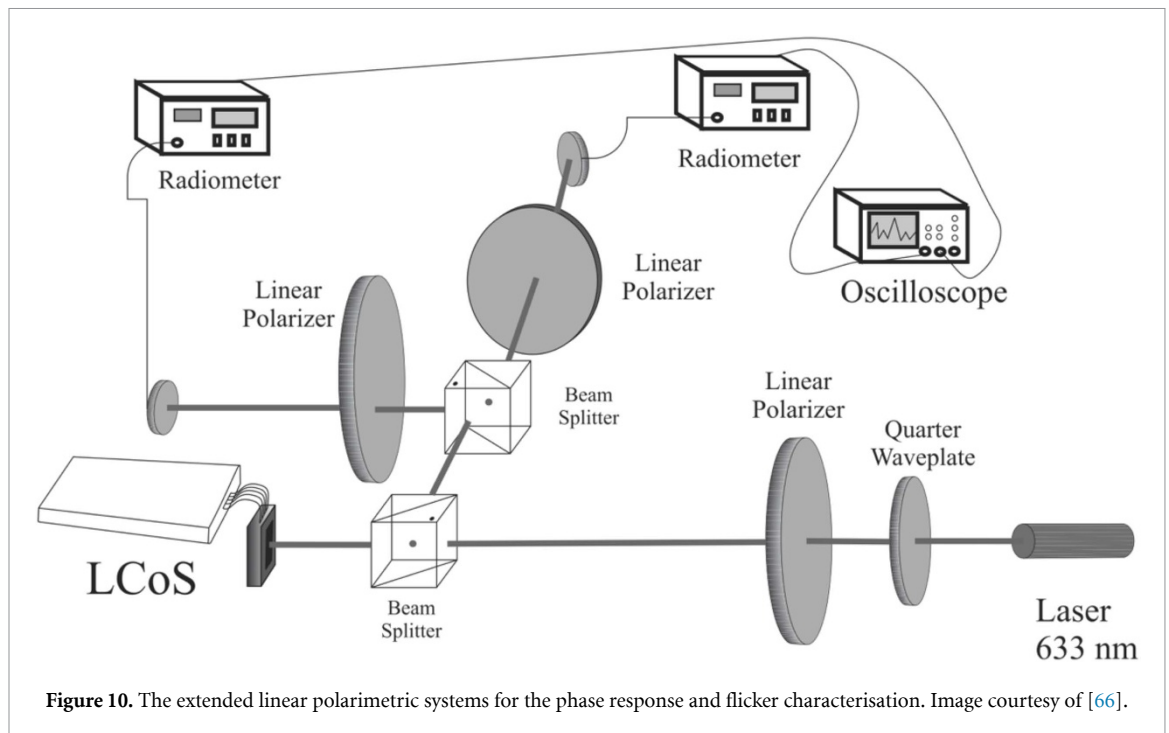 Radiometer
Radiometer
Linear
Polarizer
Oscilloscope
Linear
Polarizer
Beam
Splitter
Linear
Polarizer
Quarter
Waveplate
LCoS
Beam
Splitter
Laser
633 nm
Figure 10. The extended linear polarimetric systems for the phase response and flicker characterisation. Image courtesy of [66].